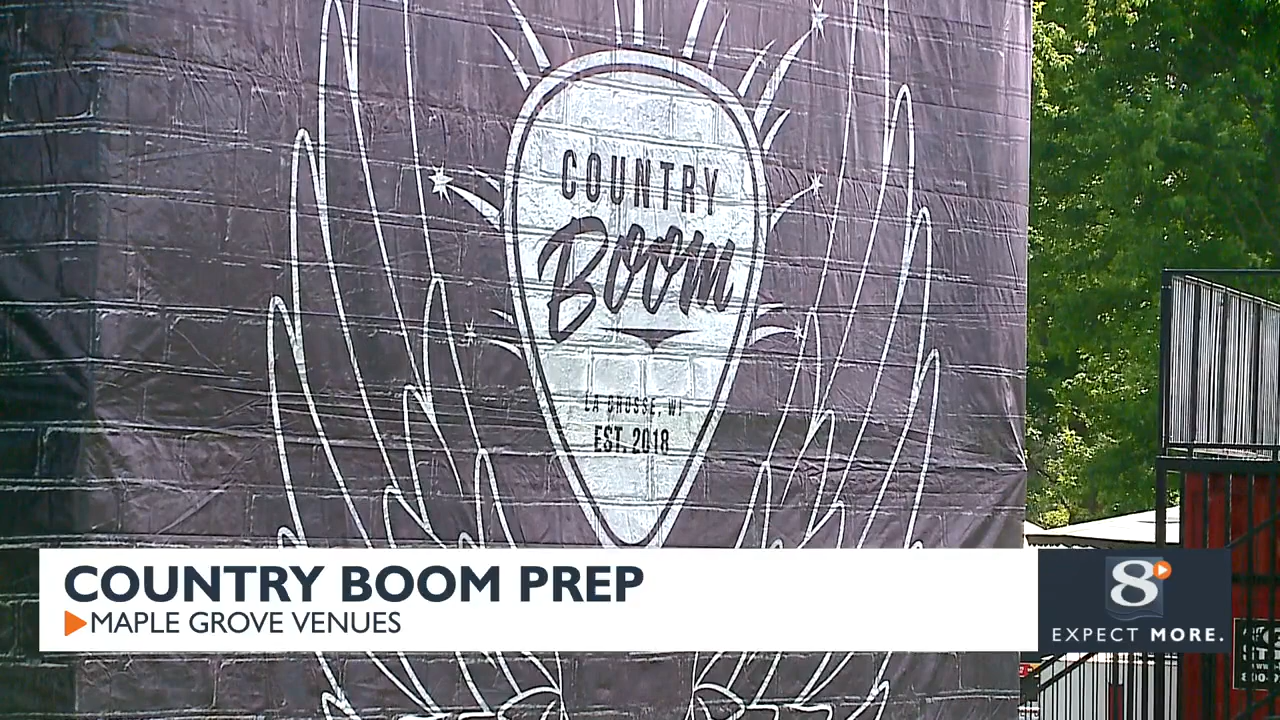 COUNTRY
Boom
LA CROSSE, WI
EST. 2018
COUNTRY BOOM PREP
MAPLE GROVE VENUES
8
EXPECT MORE.